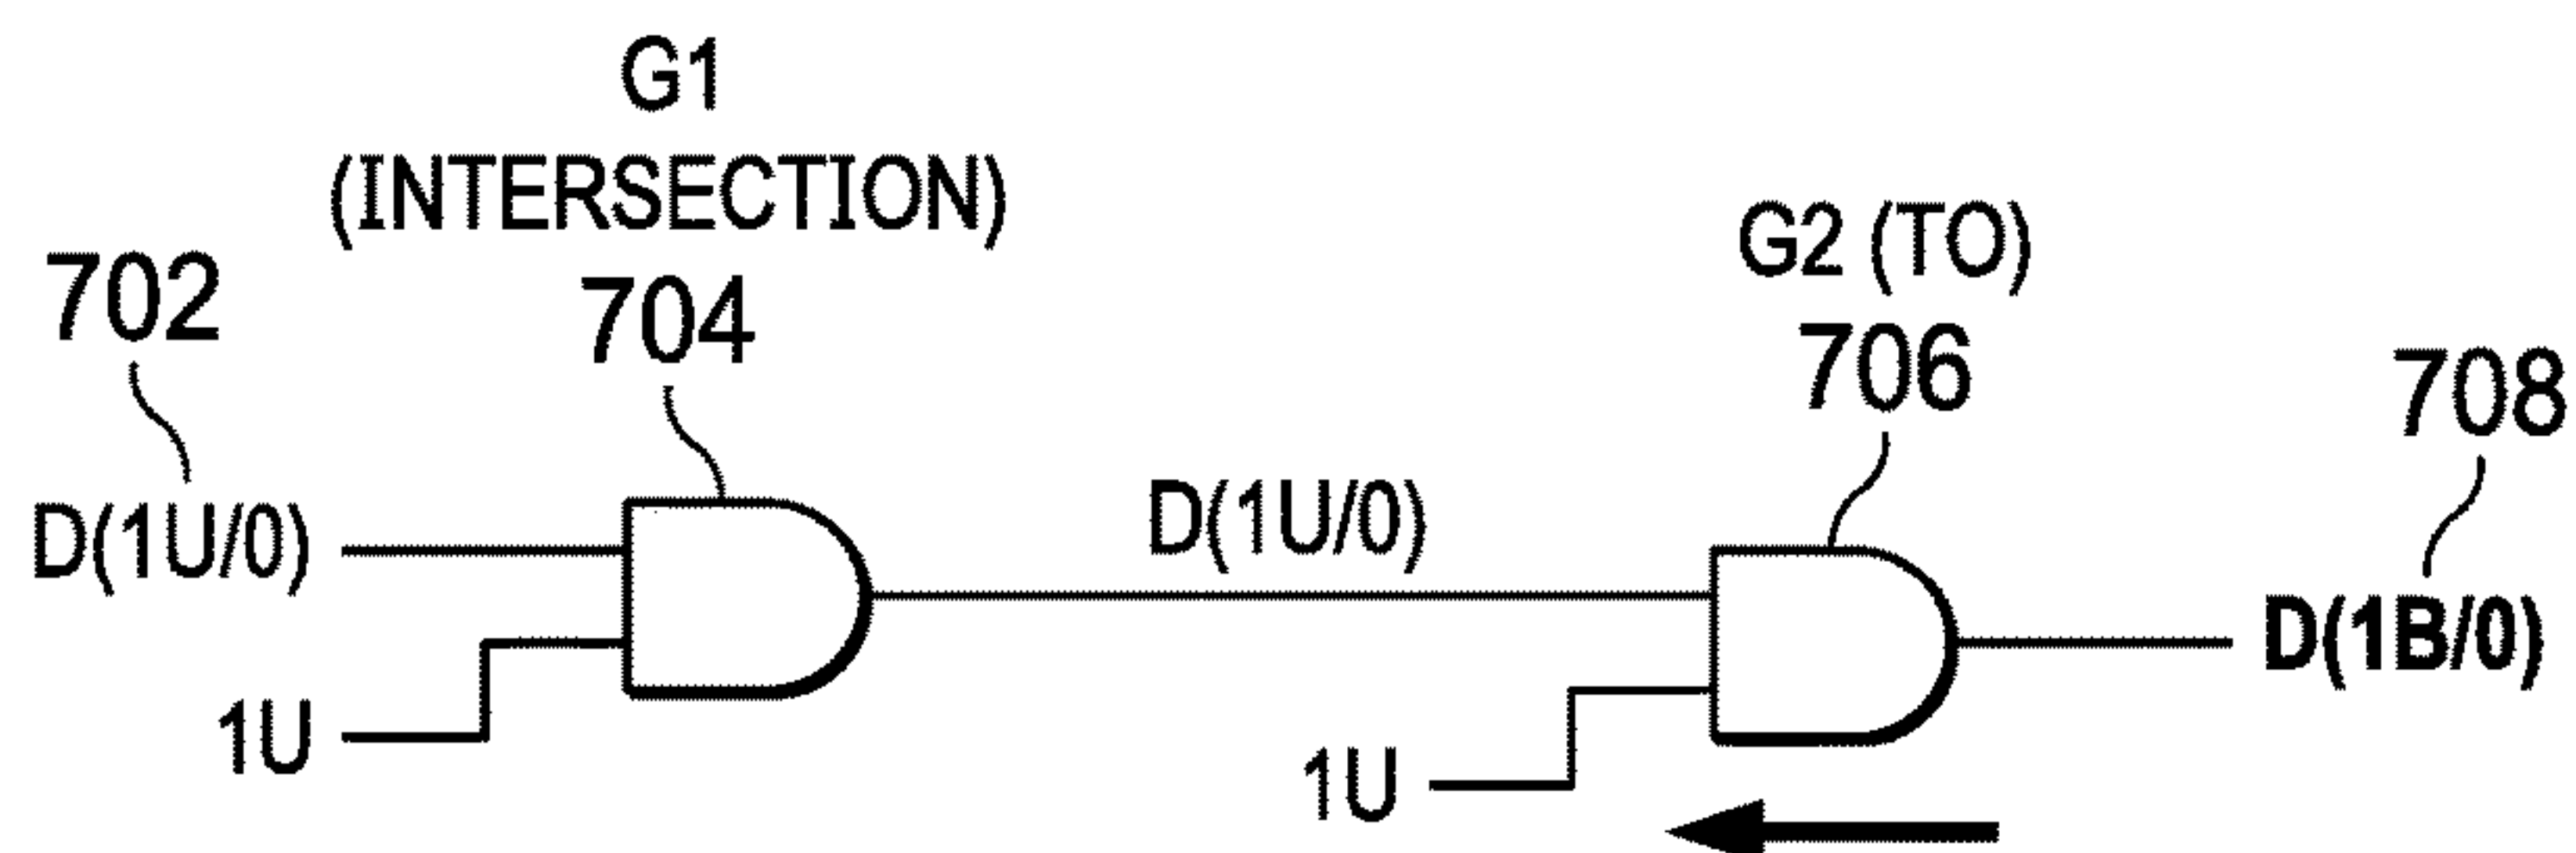 G1
(INTERSECTION)
702
704
G2 (TO)
706
708
D(1U/0)
D(1U/0)
D(1B/0)
1U
1U